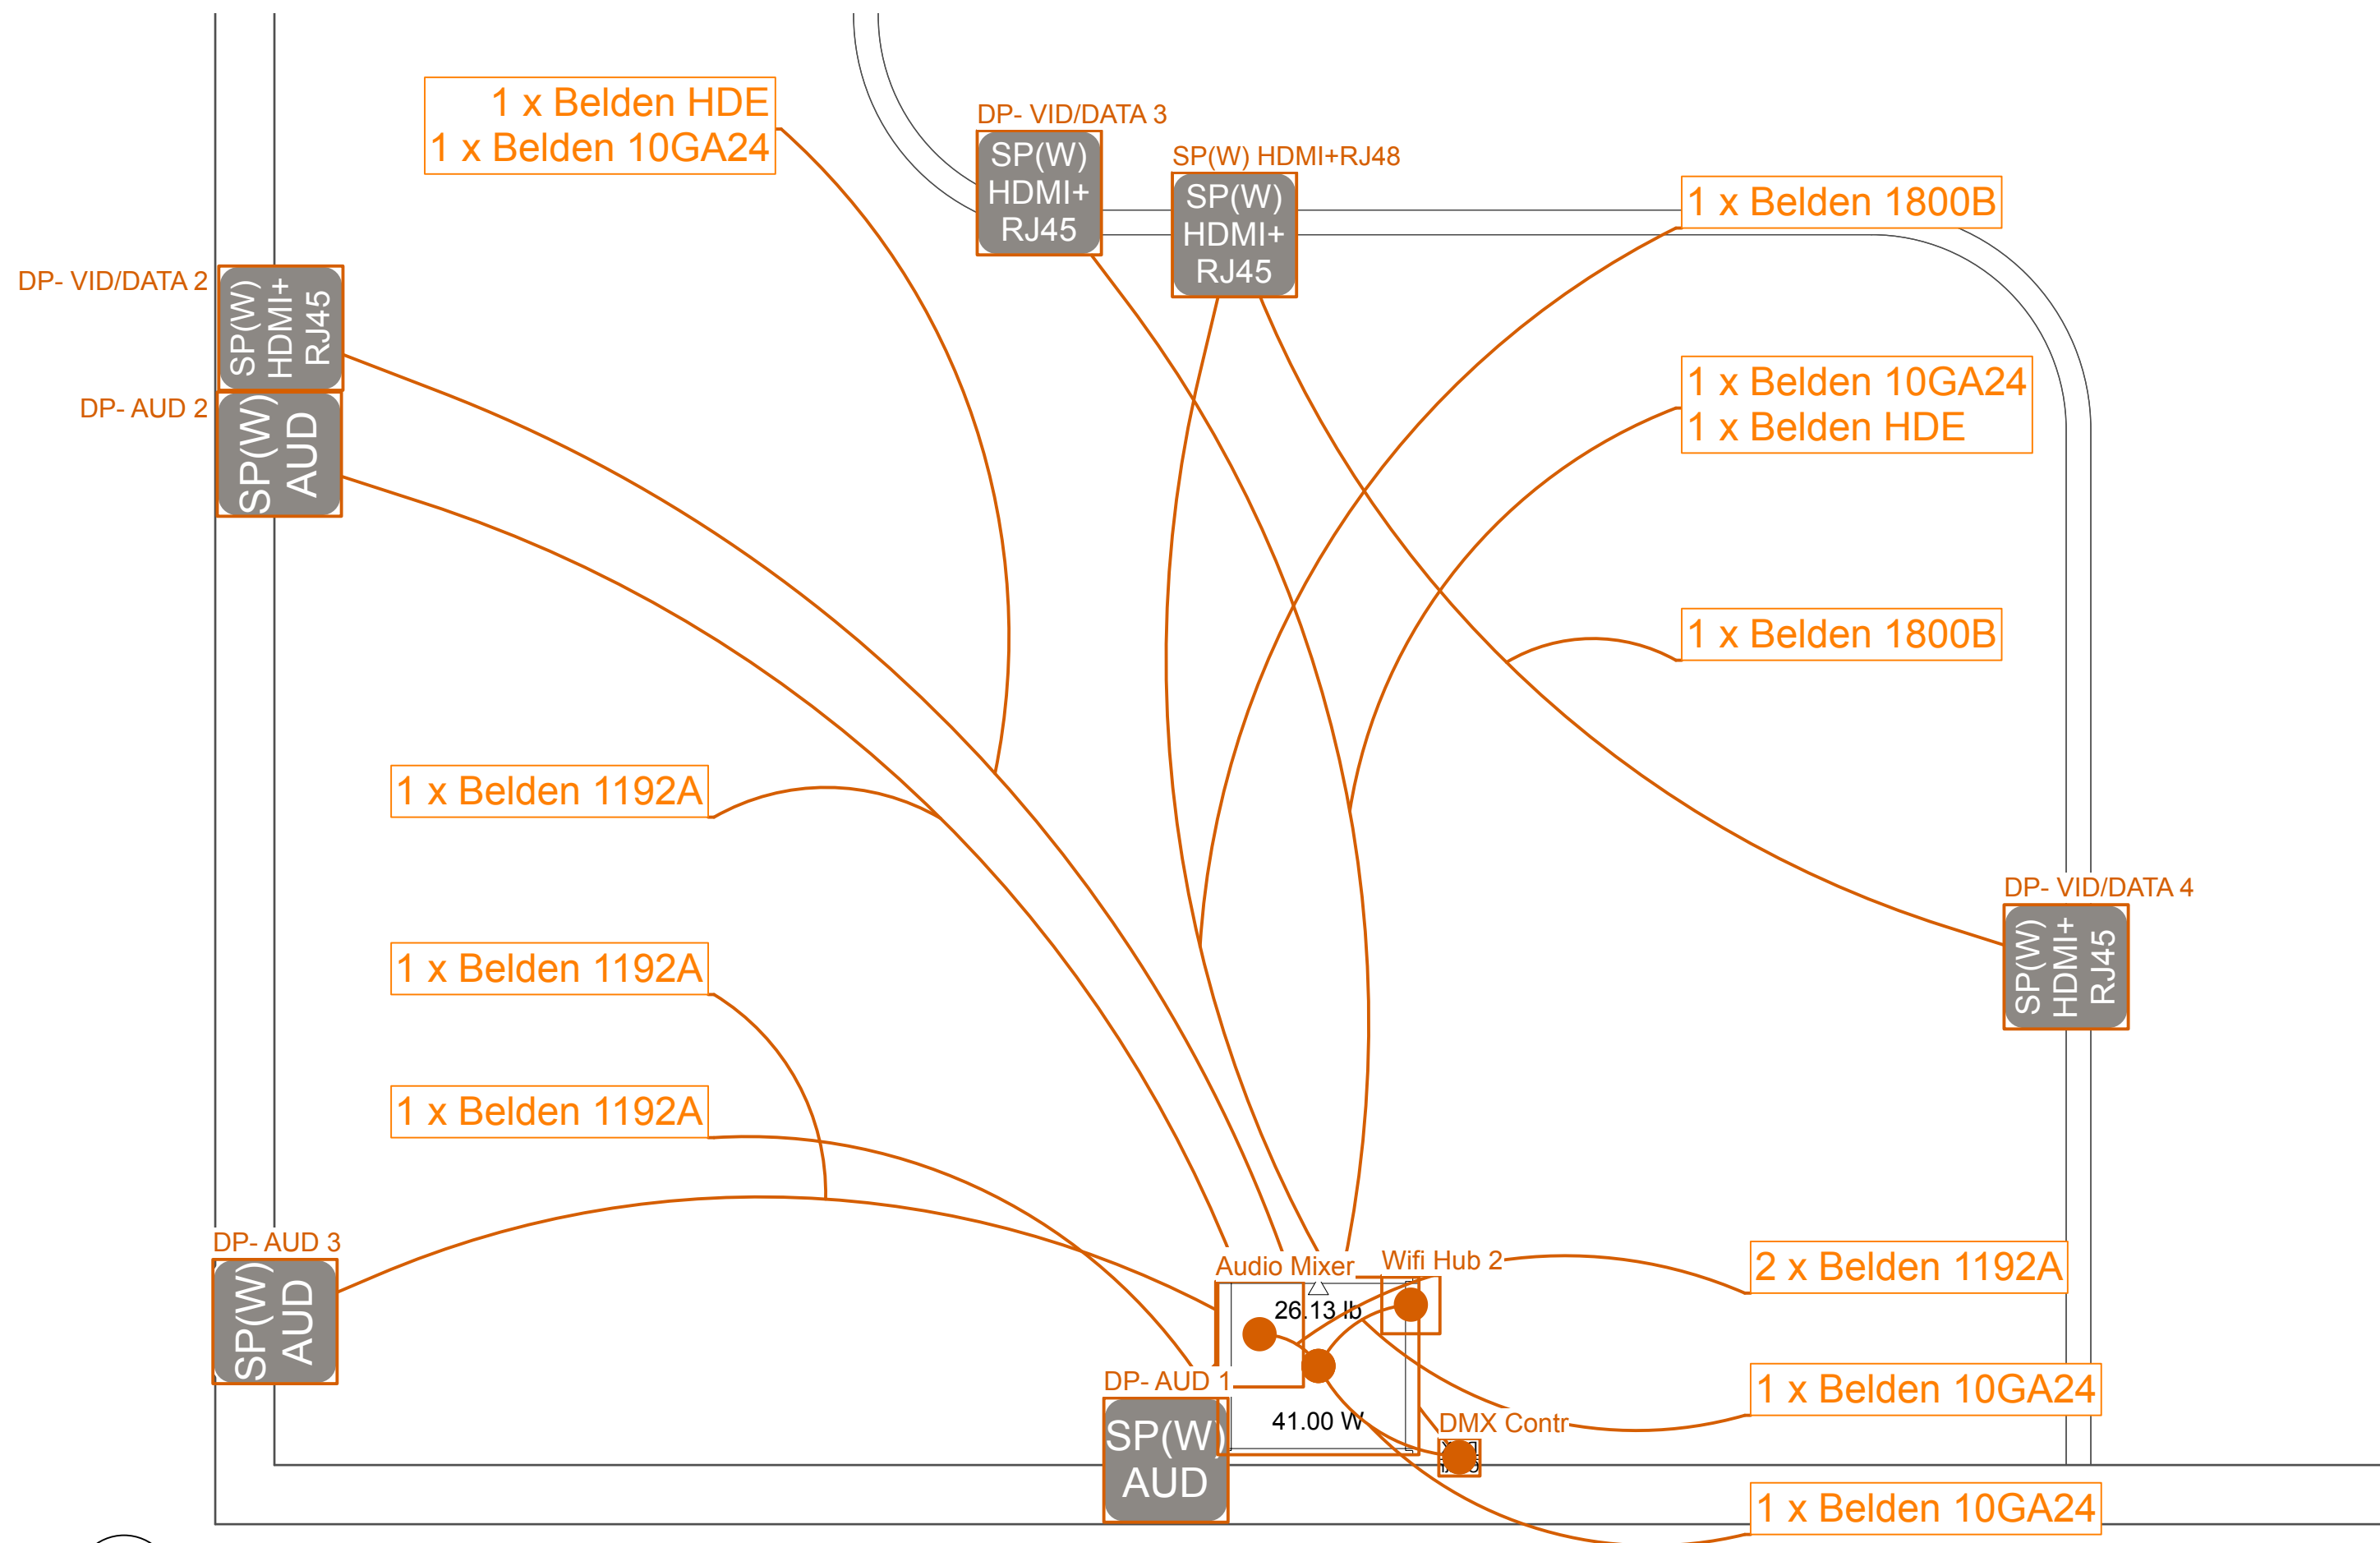 1 x Belden HDE
1 x Belden 10GA24
DP- VID/DATA 3
SP(W)
HDMI+
RJ45
SP(W) HDMI+RJ48
SP(W)
HDMI+
RJ45
1 x Belden 1800B
DP- VID/DATA 2
SP(W)
HDMI+
RJ45
DP- AUD 2
SP(W)
AUD
1 x Belden 10GA24
1 x Belden HDE
1 x Belden 1800B
1 x Belden 1192A
DP- VID/DATA 4
SP(W)
HDMI+
RJ45
1 x Belden 1192A
1 x Belden 1192A
DP- AUD 3
SP(W)
AUD
Audio Mixer
Wifi Hub 2
2 x Belden 1192A
26.13 lb
DP- AUD 1
SP(W)
AUD
1 x Belden 10GA24
41.00 W
DMX Contr
1 x Belden 10GA24